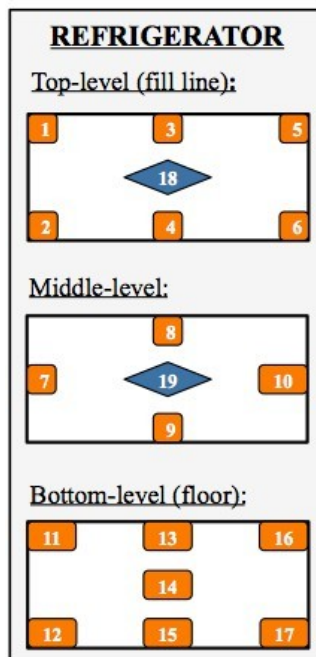 REFRIGERATOR
Top-level (fill line):
1 3 5
18
2 4 6
Middle-level:
8
7 19 10
9
Bottom-level (floor):
11 13 16
14
12 15 17